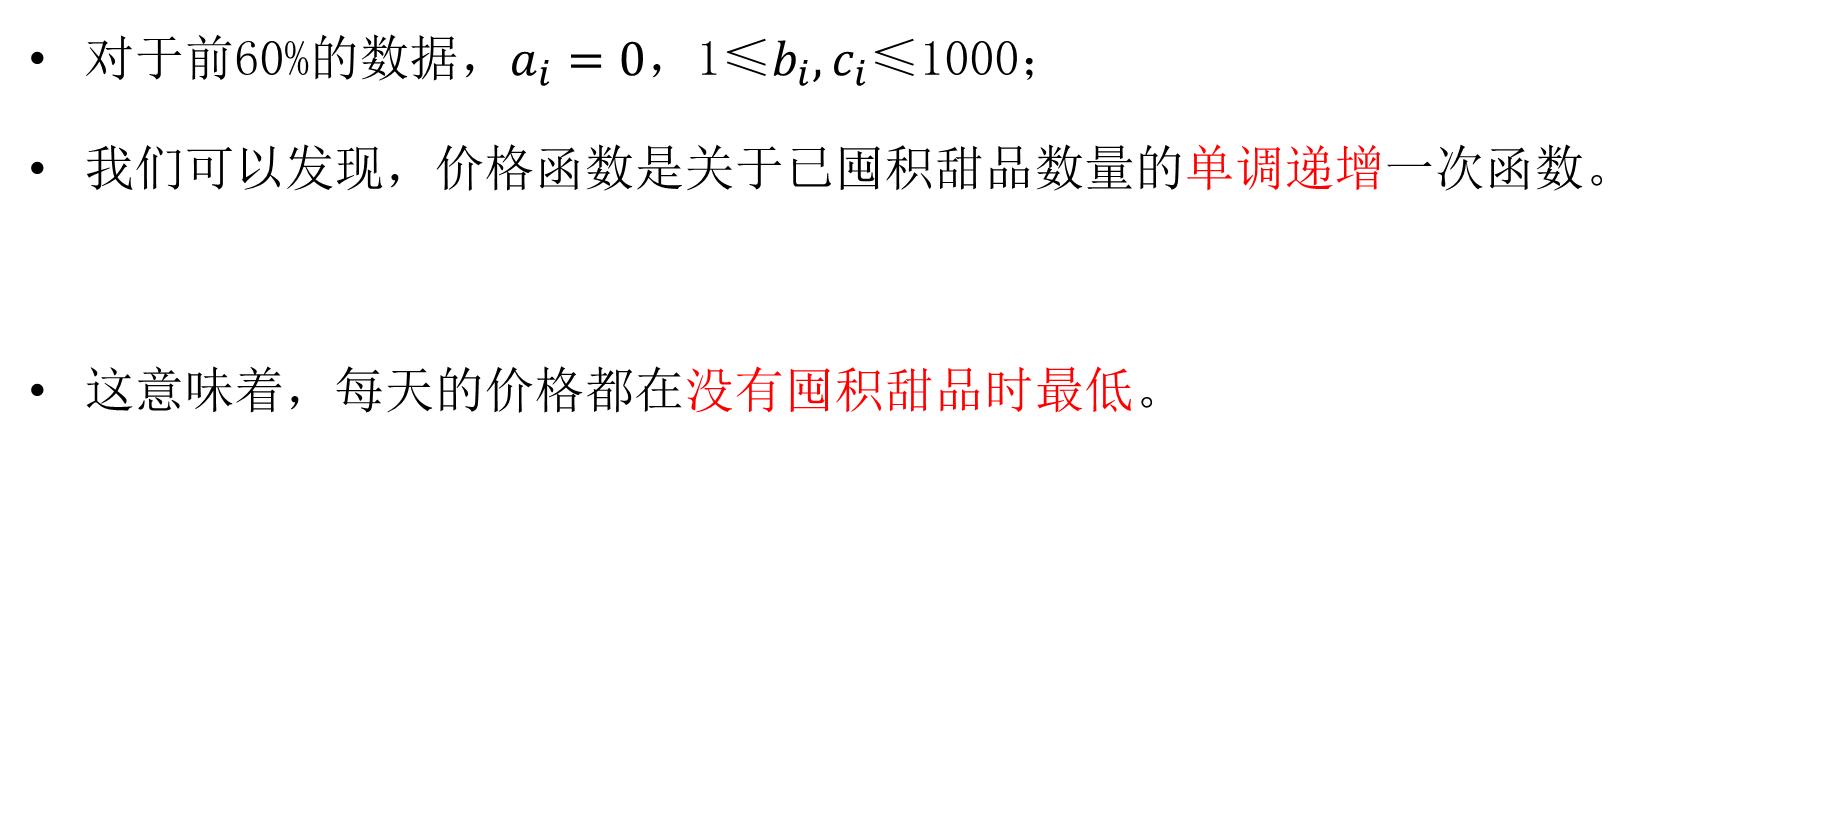 • 对于前60%的数据，aᵢ = 0，1≤bᵢ, cᵢ≤1000；
• 我们可以发现，价格函数是关于已囤积甜品数量的单调递增一次函数。
• 这意味着，每天的价格都在没有囤积甜品时最低。